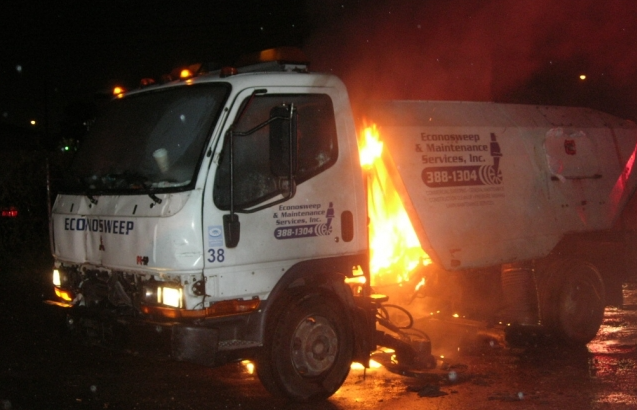 ECONOSWEEP
Econosweep
& Maintenance
Services, Inc.
388-1304
38
Econosweep
& Maintenance
Services, Inc.
388-1304